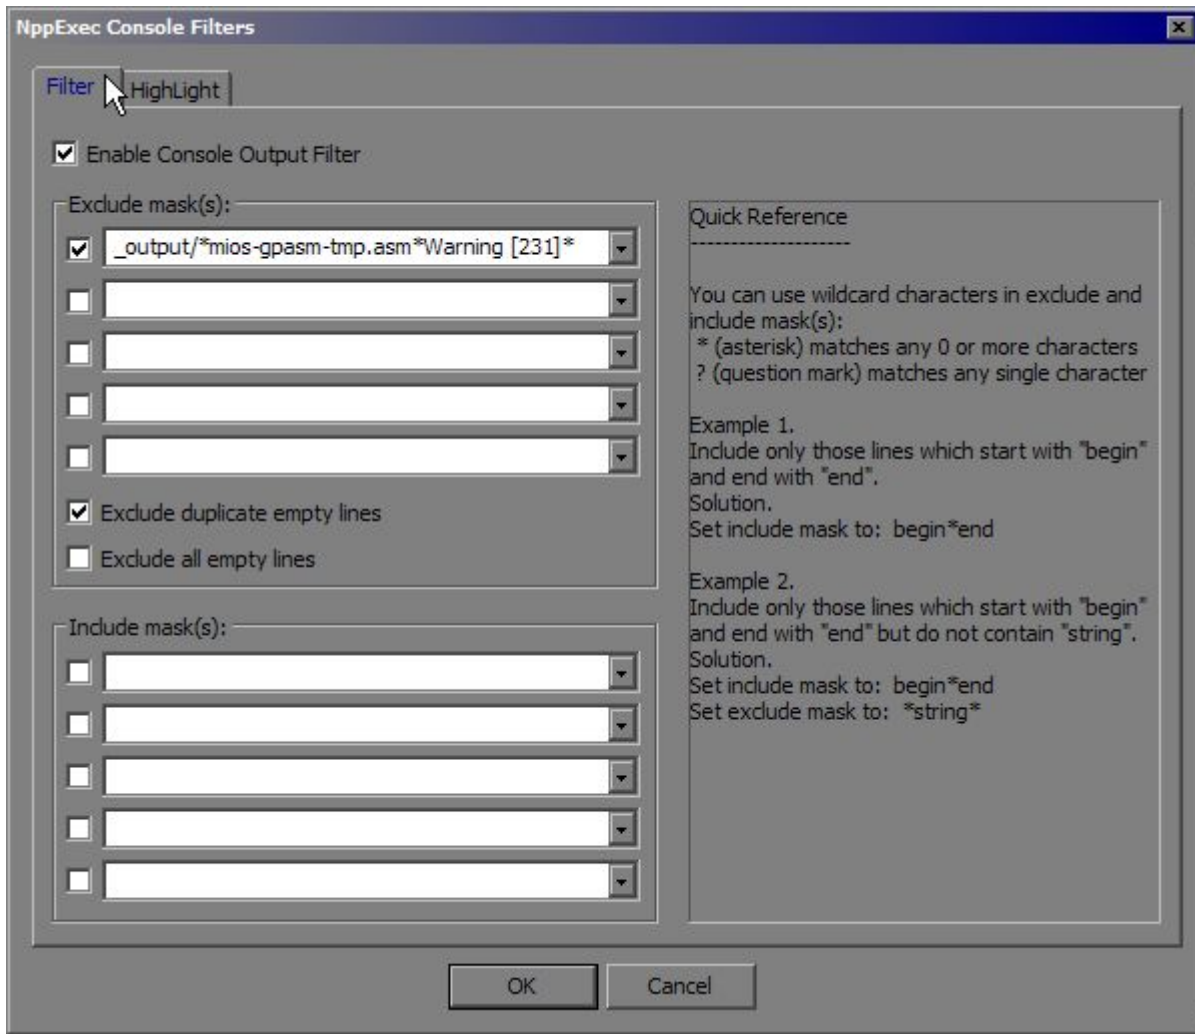 NppExec Console Filters
Filter
HighLight
Enable Console Output Filter
Exclude mask(s):
_output/*mios-gpasm-tmp.asm*Warning [231]*
Exclude duplicate empty lines
Exclude all empty lines
Include mask(s):
Quick Reference
--------------------
You can use wildcard characters in exclude and
include mask(s):
* (asterisk) matches any 0 or more characters
? (question mark) matches any single character
Example 1.
Include only those lines which start with "begin"
and end with "end".
Solution.
Set include mask to:  begin*end
Example 2.
Include only those lines which start with "begin"
and end with "end" but do not contain "string".
Solution.
Set include mask to:  begin*end
Set exclude mask to:  *string*
OK
Cancel